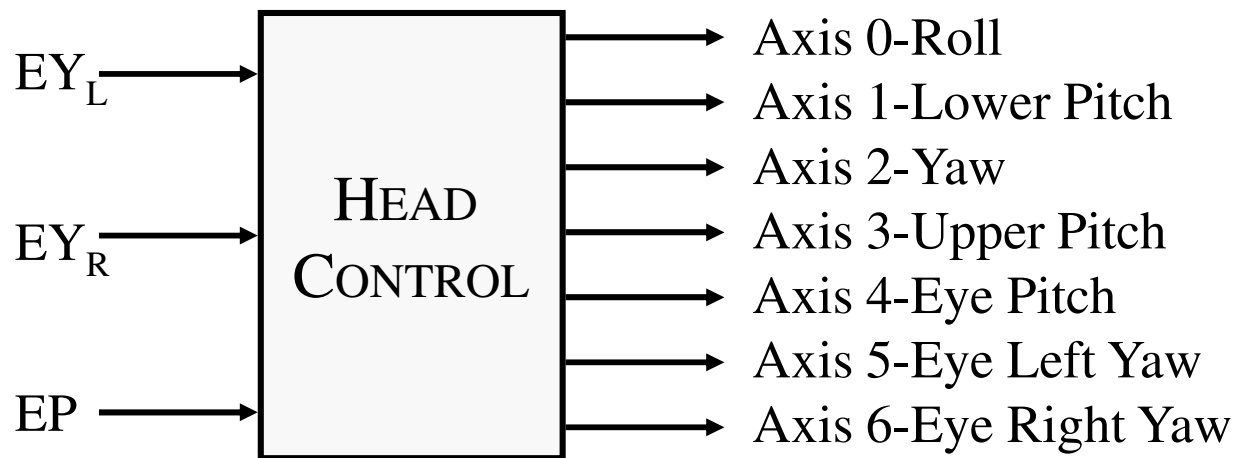 EY_L
EY_R
EP
HEAD
CONTROL
Axis 0-Roll
Axis 1-Lower Pitch
Axis 2-Yaw
Axis 3-Upper Pitch
Axis 4-Eye Pitch
Axis 5-Eye Left Yaw
Axis 6-Eye Right Yaw